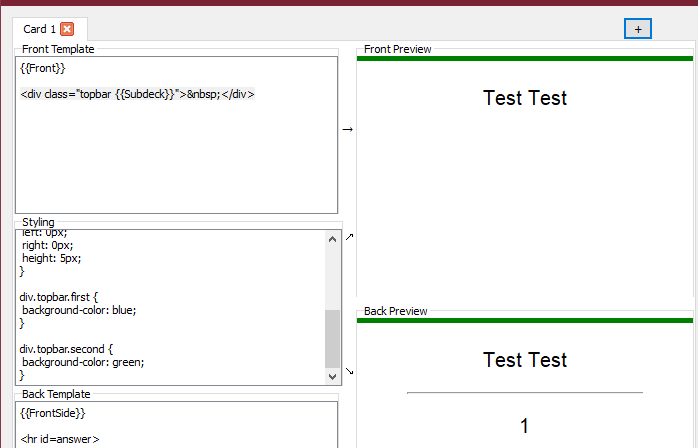 Card 1
+
Front Template
{{Front}}
<div class="topbar {{Subdeck}}">&nbsp;</div>
Styling
left: 0px;
right: 0px;
height: 5px;
}
div.topbar.first {
background-color: blue;
}
div.topbar.second {
background-color: green;
}
Back Template
{{FrontSide}}
<hr id=answer>
→
↗
↘
Front Preview
Test Test
Back Preview
Test Test
1